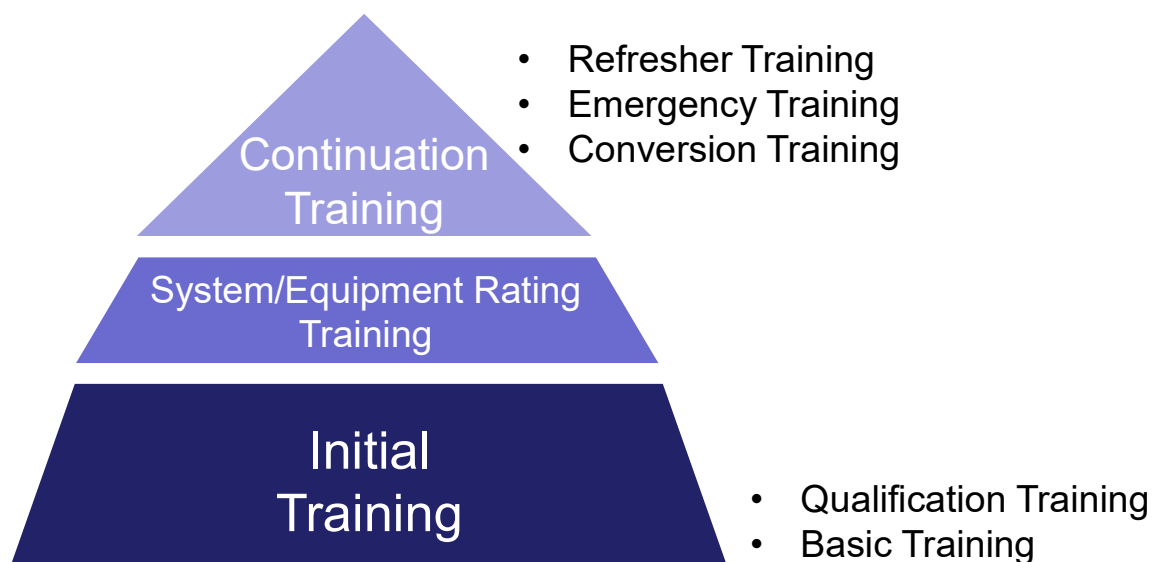 • Refresher Training
• Emergency Training
• Conversion Training
Continuation
Training
System/Equipment Rating
Training
Initial
Training
• Qualification Training
• Basic Training